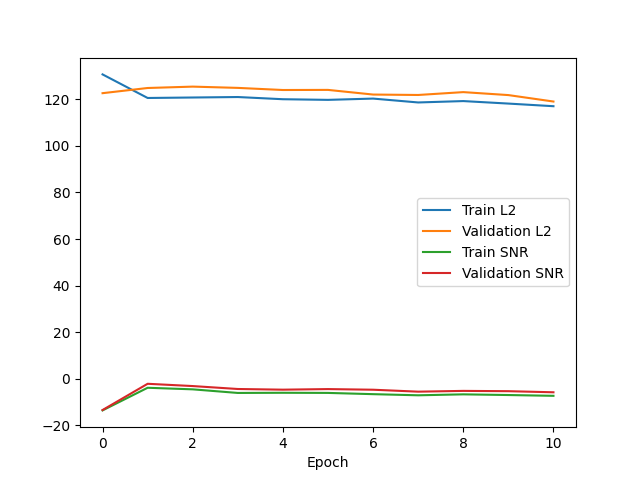 120
100
80
60
40
20
0
−20
Train L2
Validation L2
Train SNR
Validation SNR
0 2 4 6 8 10
Epoch